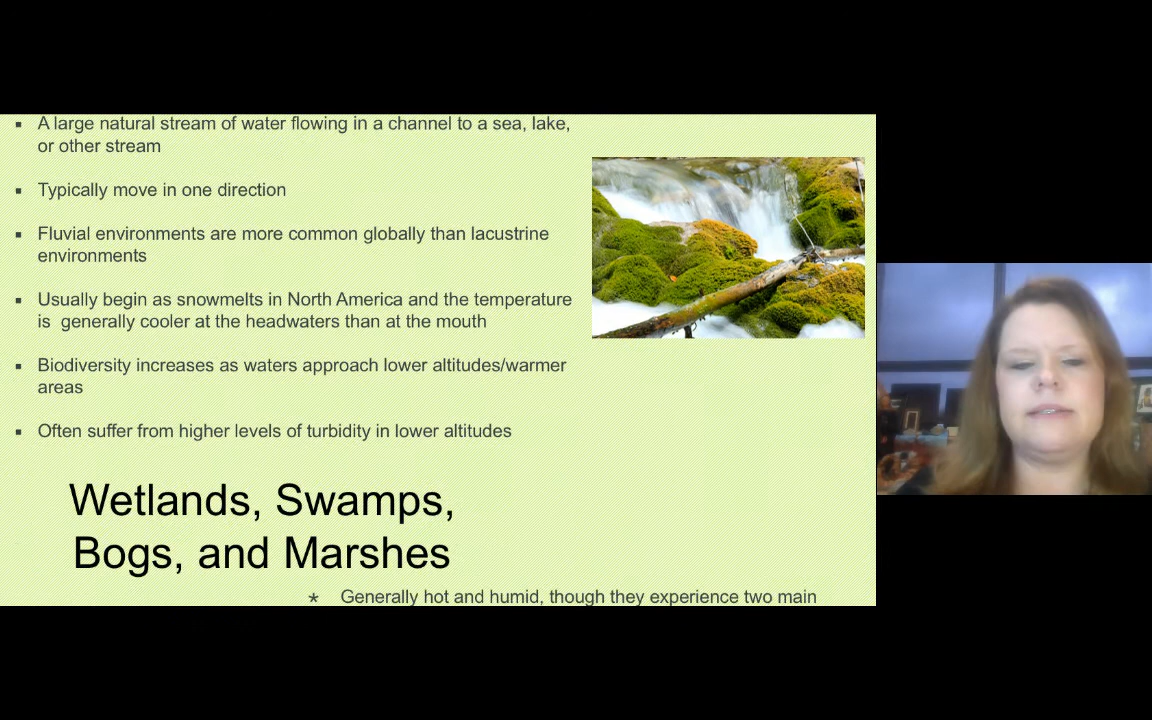 ▪ A large natural stream of water flowing in a channel to a sea, lake,
or other stream
▪ Typically move in one direction
▪ Fluvial environments are more common globally than lacustrine
environments
▪ Usually begin as snowmelts in North America and the temperature
is  generally cooler at the headwaters than at the mouth
▪ Biodiversity increases as waters approach lower altitudes/warmer
areas
▪ Often suffer from higher levels of turbidity in lower altitudes
Wetlands, Swamps,
Bogs, and Marshes
* Generally hot and humid, though they experience two main